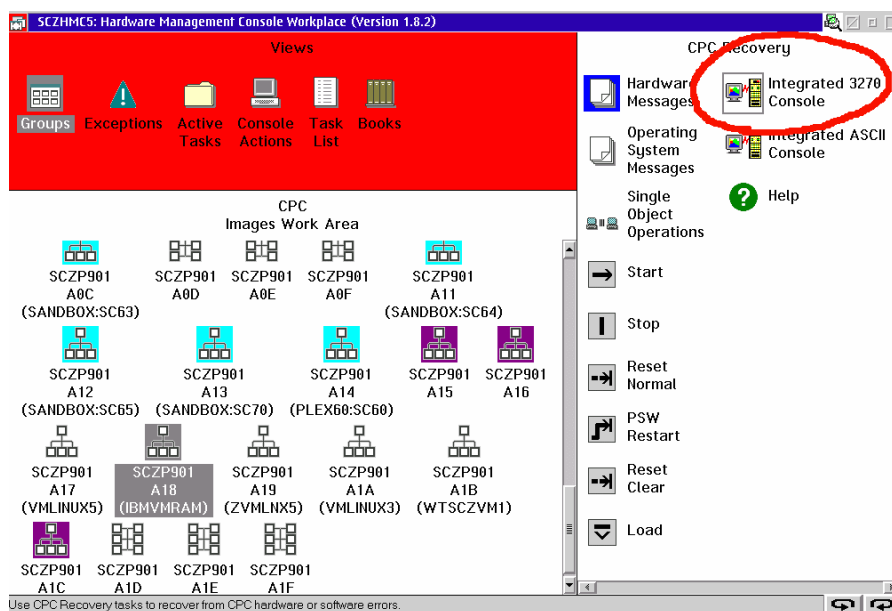 SCZHMC5: Hardware Management Console Workplace (Version 1.8.2)
Views
Groups
Exceptions
Active
Tasks
Console
Actions
Task
List
Books
CPC
Images Work Area
SCZP901
A0C
(SANDBOX:SC63)
SCZP901
A0D
SCZP901
A0E
SCZP901
A0F
SCZP901
A11
(SANDBOX:SC64)
SCZP901
A12
(SANDBOX:SC65)
SCZP901
A13
(SANDBOX:SC70)
SCZP901
A14
(PLEX60:SC60)
SCZP901
A15
SCZP901
A16
SCZP901
A17
(VMLINUX5)
SCZP901
A18
(IBMVMRAM)
SCZP901
A19
(ZVMLNX5)
SCZP901
A1A
(VMLINUX3)
SCZP901
A1B
(WTSCZVM1)
SCZP901
A1C
SCZP901
A1D
SCZP901
A1E
SCZP901
A1F
CPC Recovery
Hardware
Messages
Integrated 3270
Console
Operating
System
Messages
Integrated ASCII
Console
Single
Object
Operations
Help
Start
Stop
Reset
Normal
PSW
Restart
Reset
Clear
Load
Use CPC Recovery tasks to recover from CPC hardware or software errors.